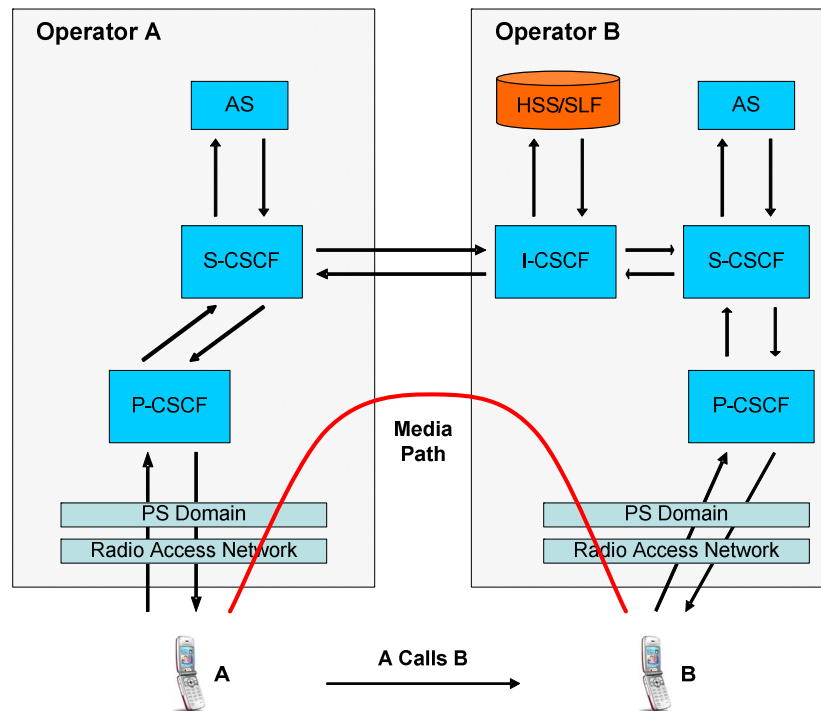 Operator A
Operator B
AS
HSS/SLF
AS
S-CSCF
I-CSCF
S-CSCF
P-CSCF
P-CSCF
Media
Path
PS Domain
PS Domain
Radio Access Network
Radio Access Network
A
A Calls B
B